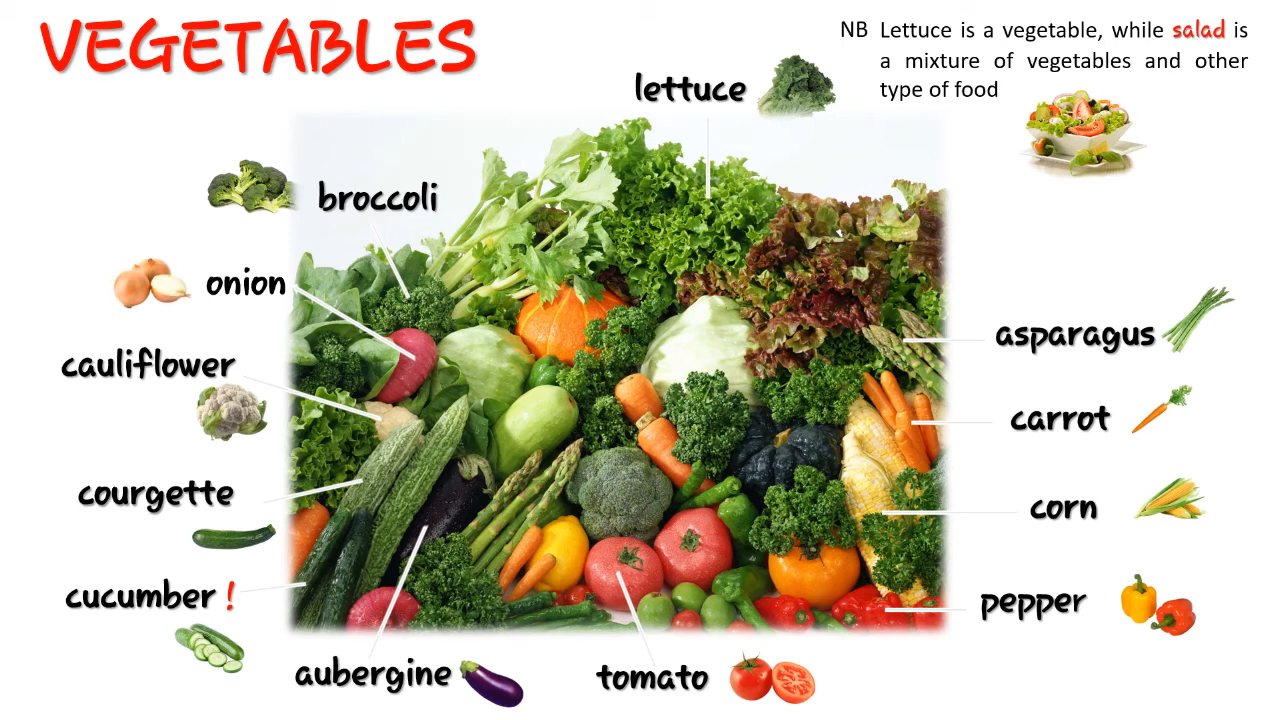 VEGETABLES
NB Lettuce is a vegetable, while salad is
a mixture of vegetables and other
type of food
lettuce
broccoli
onion
cauliflower
asparagus
carrot
courgette
corn
cucumber !
pepper
aubergine
tomato